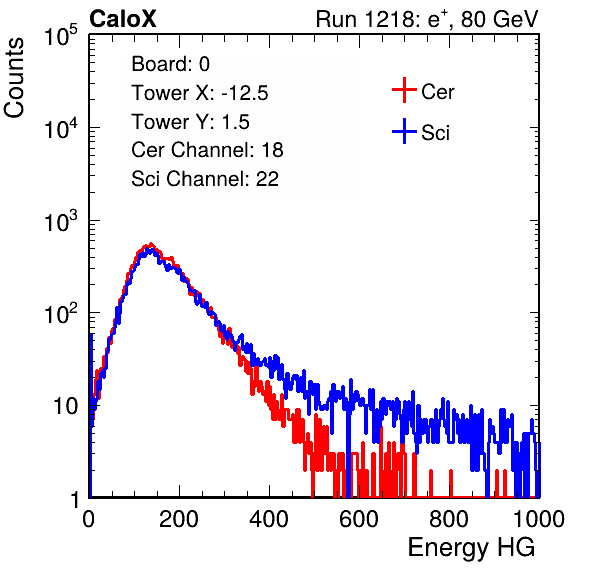 CaloX Run 1218: e⁺, 80 GeV
Counts
Board: 0
Tower X: -12.5
Tower Y: 1.5
Cer Channel: 18
Sci Channel: 22
Cer
Sci
10⁵
10⁴
10³
10²
10
1
0 200 400 600 800 1000
Energy HG